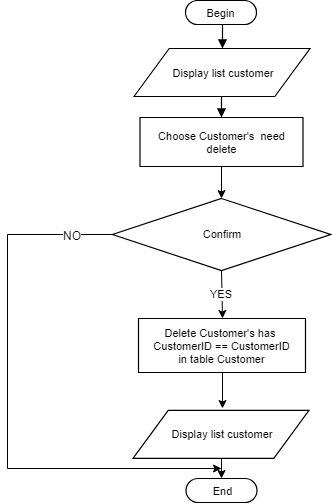 Begin
Display list customer
Choose Customer's need
delete
Confirm
NO
YES
Delete Customer's has
CustomerID == CustomerID
in table Customer
Display list customer
End